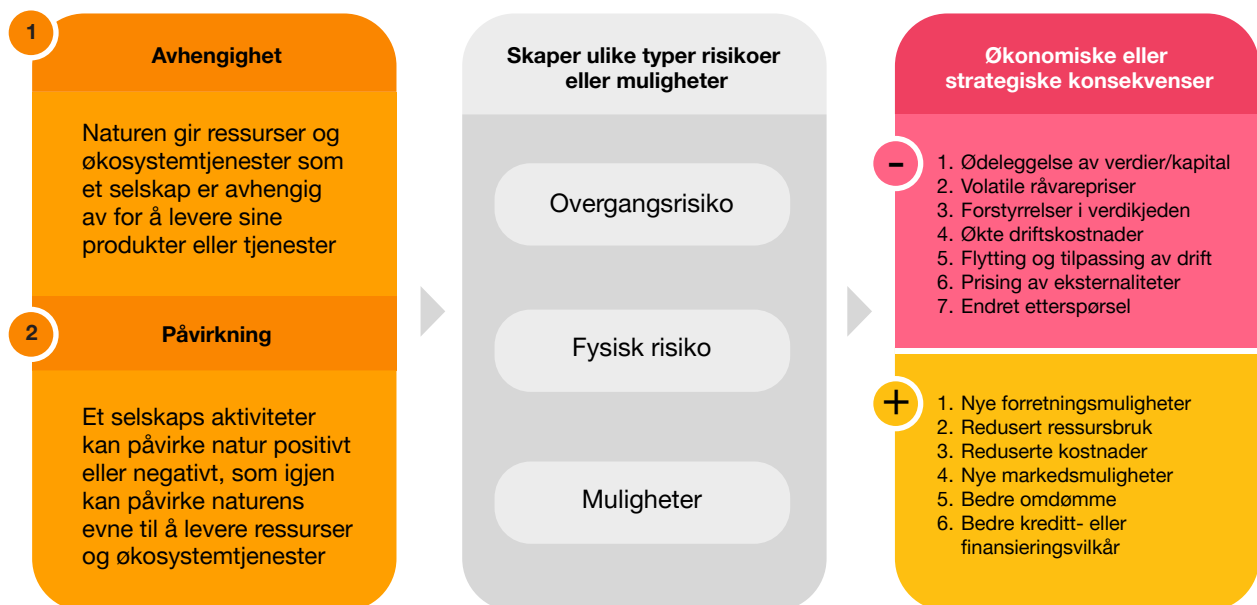 1
Avhengighet
Naturen gir ressurser og
økosystemtjenester som
et selskap er avhengig
av for å levere sine
produkter eller tjenester
2
Påvirkning
Et selskaps aktiviteter
kan påvirke natur positivt
eller negativt, som igjen
kan påvirke naturens
evne til å levere ressurser
og økosystemtjenester
Skaper ulike typer risikoer
eller muligheter
Overgangsrisiko
Fysisk risiko
Muligheter
Økonomiske eller
strategiske konsekvenser
-
1. Ødeleggelse av verdier/kapital
2. Volatile råvarepriser
3. Forstyrrelser i verdikjeden
4. Økte driftskostnader
5. Flytting og tilpassing av drift
6. Prising av eksternaliteter
7. Endret etterspørsel
+
1. Nye forretningsmuligheter
2. Redusert ressursbruk
3. Reduserte kostnader
4. Nye markedsmuligheter
5. Bedre omdømme
6. Bedre kreditt- eller
finansieringsvilkår